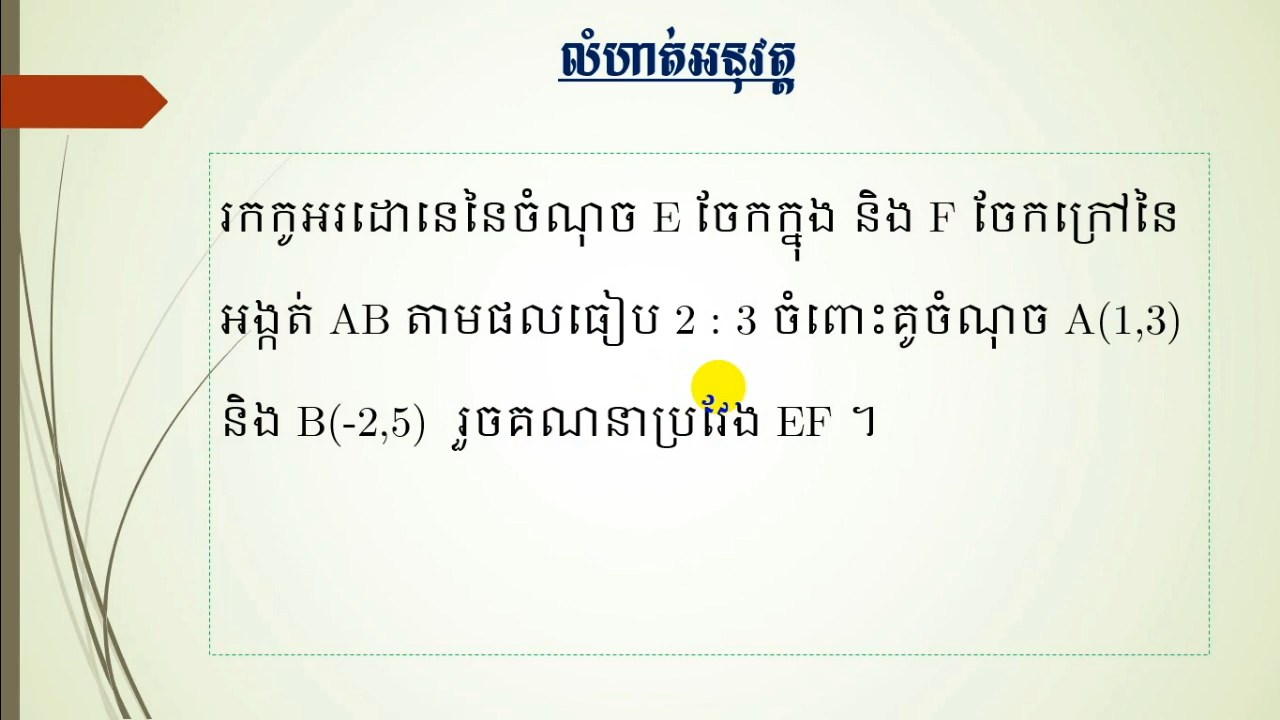 លំហាត់អនុវត្ត
រកកូអរដោនេនៃចំណុច E ចែកក្នុង និង F ចែកក្រៅនៃ
អង្កត់ AB តាមផលធៀប 2 : 3 ចំពោះគូចំណុច A(1,3)
និង B(-2,5) រួចគណនាប្រវែង EF ។